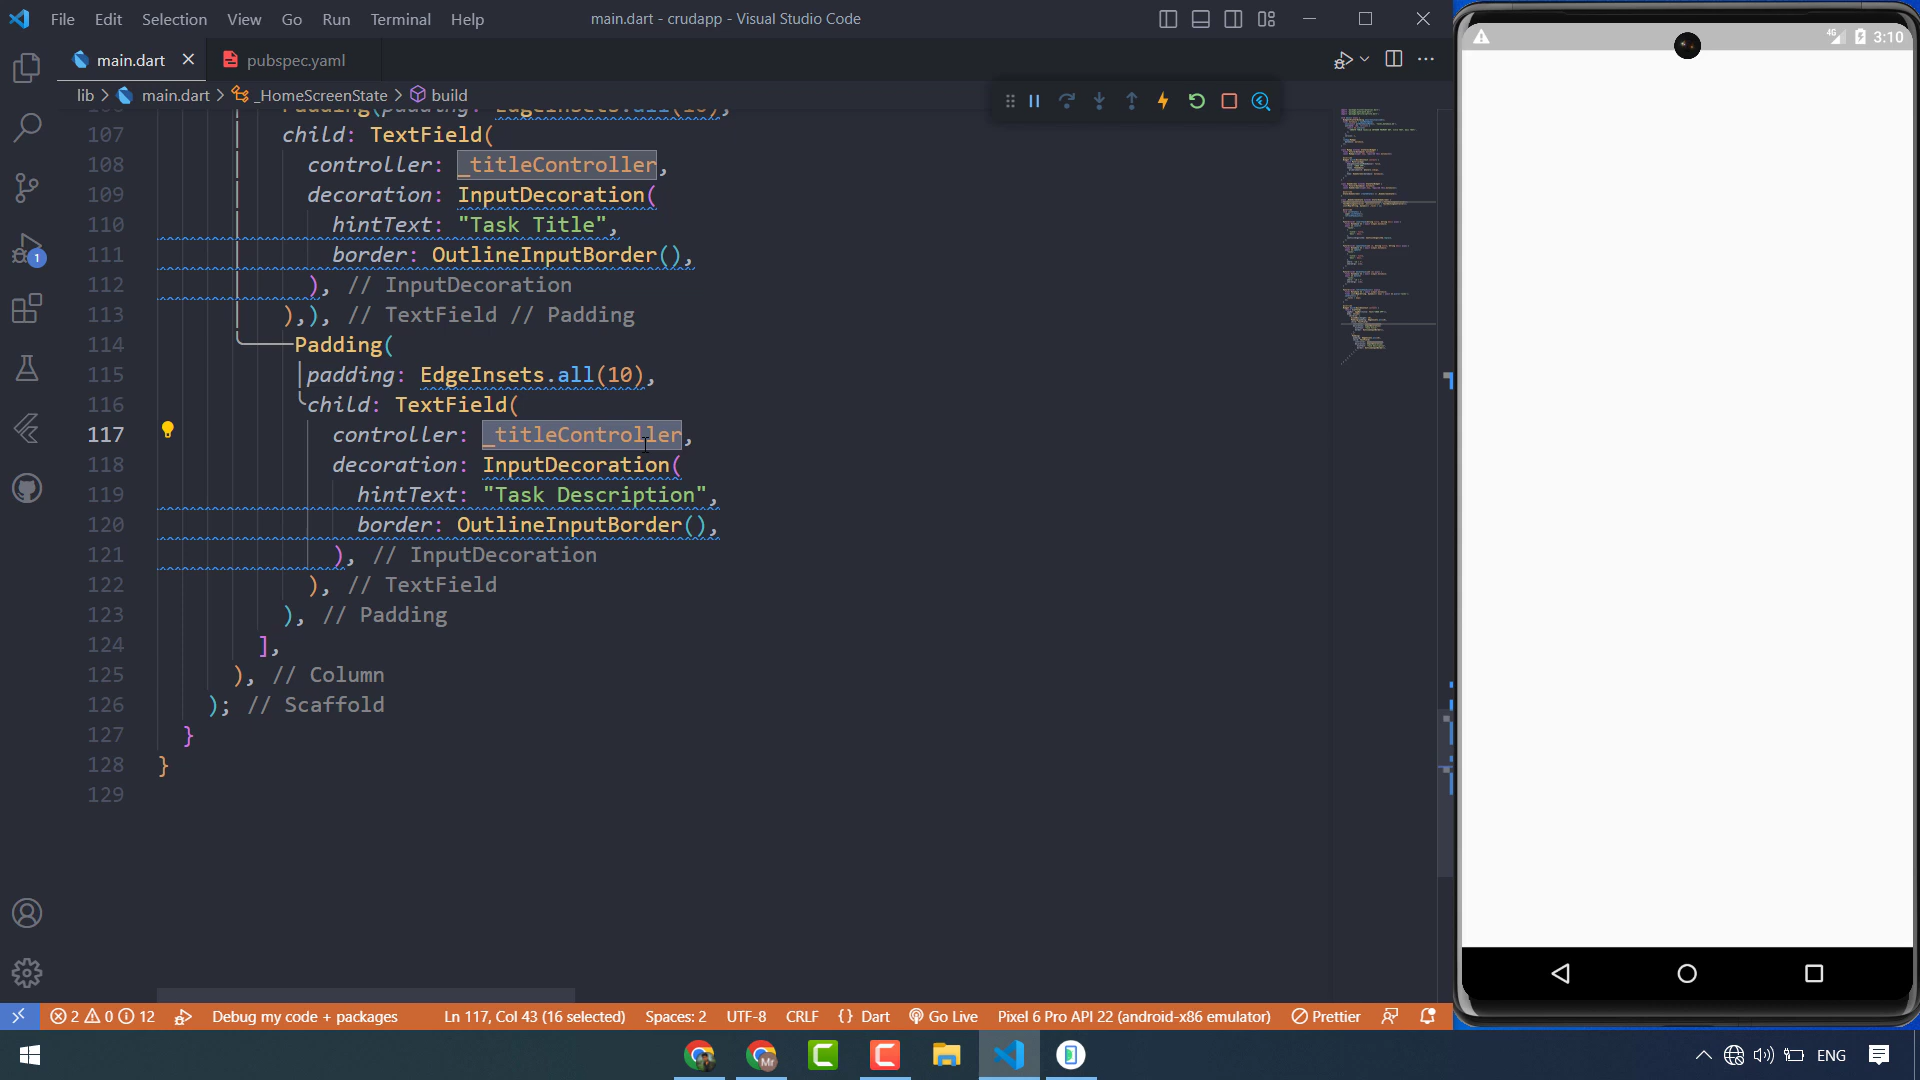 File Edit Selection View Go Run Terminal Help
main.dart - crudapp - Visual Studio Code
main.dart
pubspec.yaml
lib > main.dart > _HomeScreenState > build
107 child: TextField(
108 controller: _titleController,
109 decoration: InputDecoration(
110 hintText: "Task Title",
111 border: OutlineInputBorder(),
112 ), // InputDecoration
113 ),), // TextField // Padding
114 Padding(
115 padding: EdgeInsets.all(10),
116 child: TextField(
117 controller: _titleController,
118 decoration: InputDecoration(
119 hintText: "Task Description",
120 border: OutlineInputBorder(),
121 ), // InputDecoration
122 ), // TextField
123 ), // Padding
124 ],
125 ), // Column
126 ); // Scaffold
127 }
128 }
129
1
4G 3:10
2 0 12 Debug my code + packages Ln 117, Col 43 (16 selected) Spaces: 2 UTF-8 CRLF {} Dart Go Live Pixel 6 Pro API 22 (android-x86 emulator) Prettier
Mr
ENG